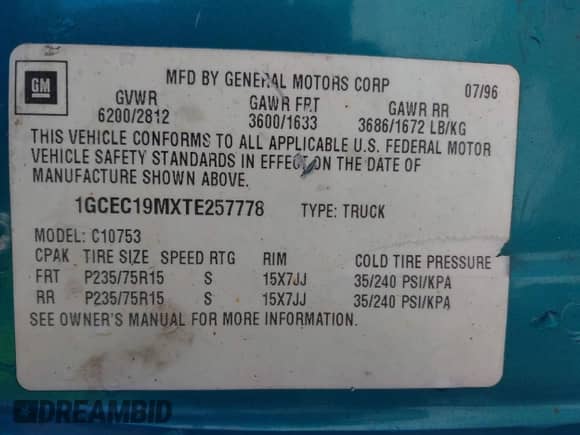 GM
MFD BY GENERAL MOTORS CORP 07/96
GVWR GAWR FRT GAWR RR
6200/2812 3600/1633 3686/1672 LB/KG
THIS VEHICLE CONFORMS TO ALL APPLICABLE U.S. FEDERAL MOTOR
VEHICLE SAFETY STANDARDS IN EFFECT ON THE DATE OF
MANUFACTURE SHOWN ABOVE.
1GCEC19MXTE257778 TYPE: TRUCK
MODEL: C10753
CPAK TIRE SIZE SPEED RTG RIM COLD TIRE PRESSURE
FRT P235/75R15 S 15X7JJ 35/240 PSI/KPA
RR P235/75R15 S 15X7JJ 35/240 PSI/KPA
SEE OWNER'S MANUAL FOR MORE INFORMATION.
DREAMBID